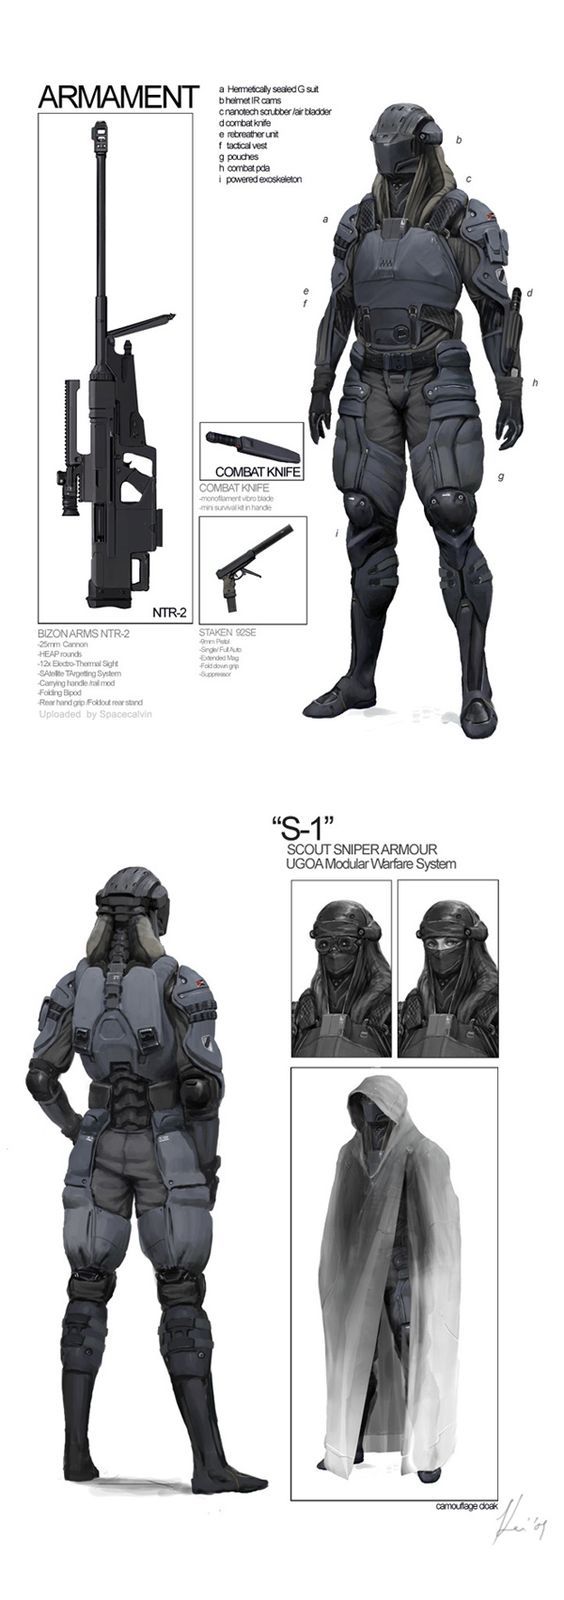 ARMAMENT
a Hermetically sealed G suit
b helmet IR cams
c nanotech scrubber /air bladder
d combat knife
e rebreather unit
f tactical vest
g pouches
h combat pda
i powered exoskeleton
b
c
a
e
f
d
h
g
i
COMBAT KNIFE
COMBAT KNIFE
-monofilament vibro blade
-mini survival kit in handle
NTR-2
BIZON ARMS NTR-2
-25mm Cannon
-HEAP rounds
-12x Electro-Thermal Sight
-SAtellite TArgetting System
-Carrying handle /rail mod
-Folding Bipod
-Rear hand grip /Foldout rear stand
Uploaded by Spacecalvin
STAKEN 92SE
-9mm Pistol
-Single/ Full Auto
-Extended Mag
-Fold down grip
-Suppressor
"S-1"
SCOUT SNIPER ARMOUR
UGOA Modular Warfare System
camouflage cloak